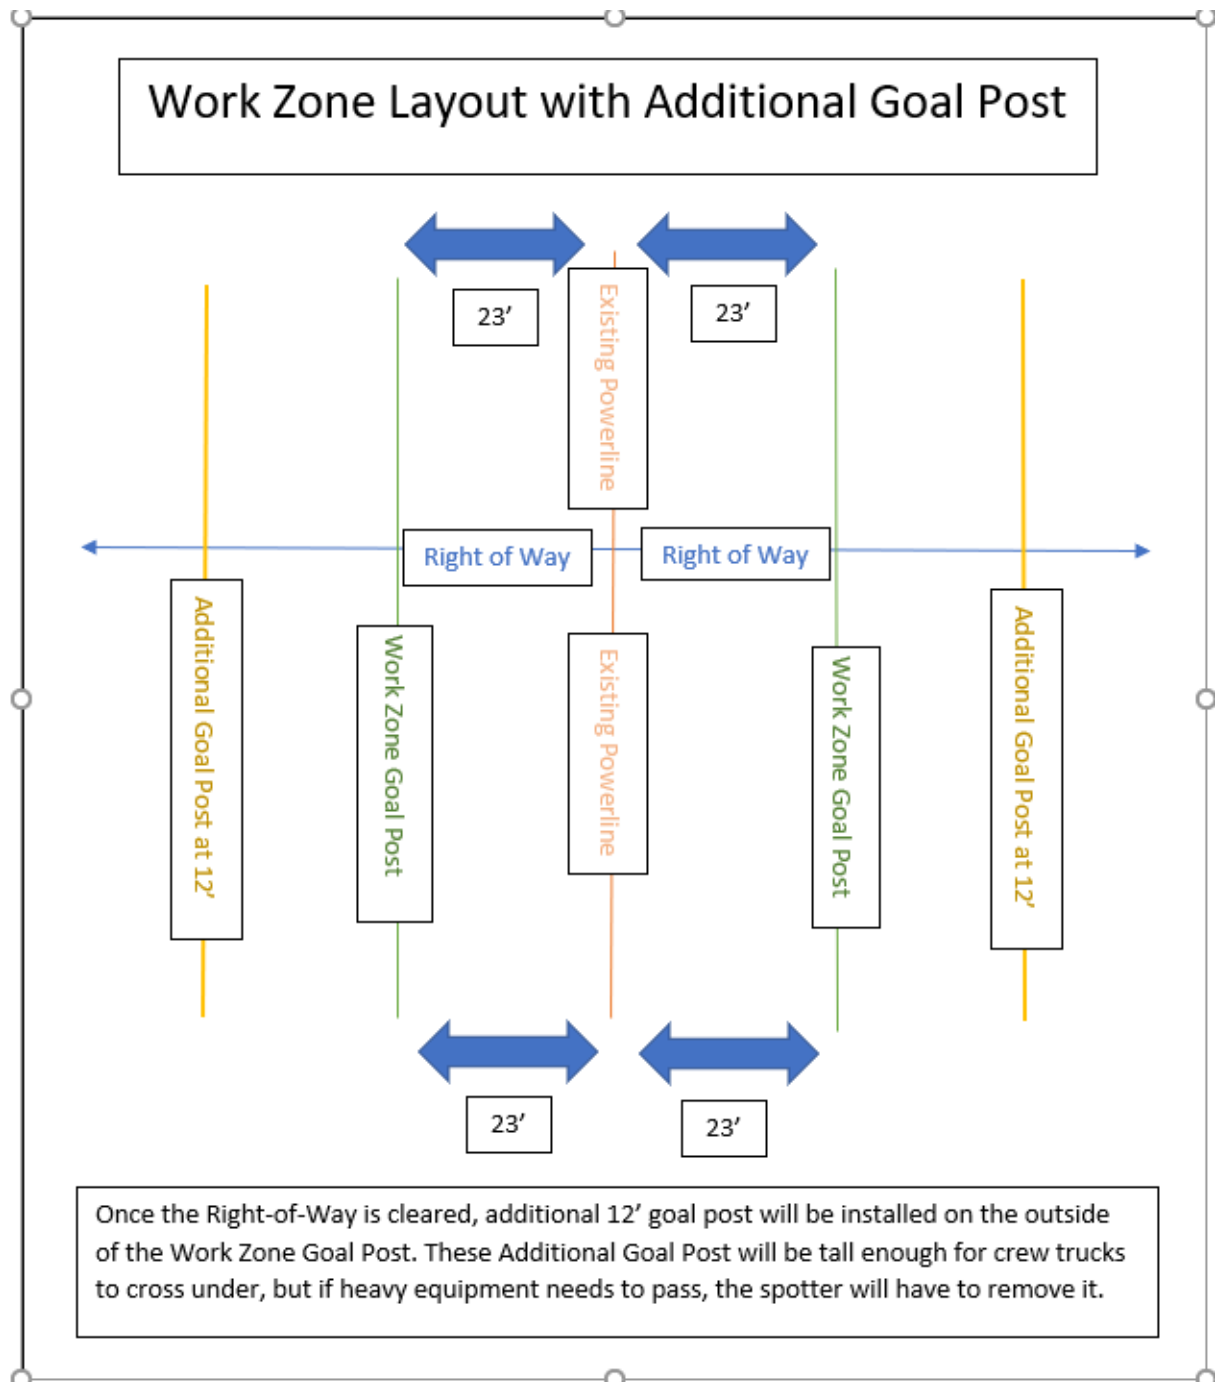 Work Zone Layout with Additional Goal Post
23’
23’
Existing Powerline
Right of Way
Right of Way
Additional Goal Post at 12’
Work Zone Goal Post
Existing Powerline
Work Zone Goal Post
Additional Goal Post at 12’
23’
23’
Once the Right-of-Way is cleared, additional 12’ goal post will be installed on the outside
of the Work Zone Goal Post. These Additional Goal Post will be tall enough for crew trucks
to cross under, but if heavy equipment needs to pass, the spotter will have to remove it.